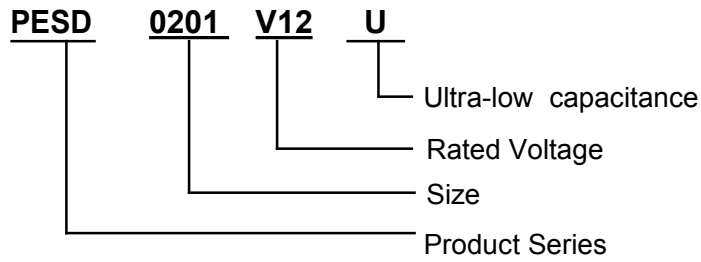 PESD 0201 V12 U
Ultra-low capacitance
Rated Voltage
Size
Product Series